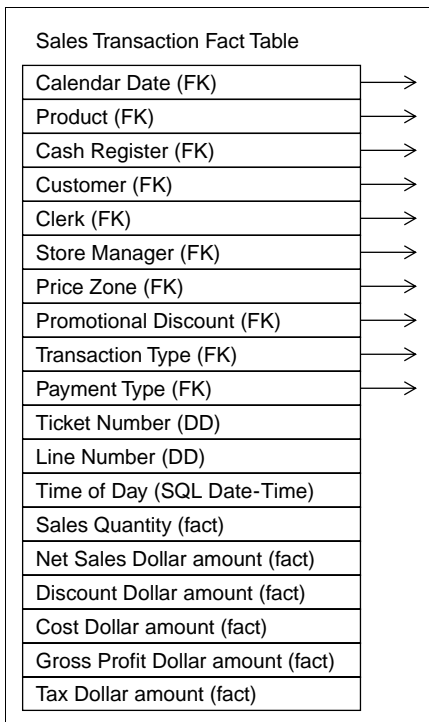 Sales Transaction Fact Table
Calendar Date (FK)
Product (FK)
Cash Register (FK)
Customer (FK)
Clerk (FK)
Store Manager (FK)
Price Zone (FK)
Promotional Discount (FK)
Transaction Type (FK)
Payment Type (FK)
Ticket Number (DD)
Line Number (DD)
Time of Day (SQL Date-Time)
Sales Quantity (fact)
Net Sales Dollar amount (fact)
Discount Dollar amount (fact)
Cost Dollar amount (fact)
Gross Profit Dollar amount (fact)
Tax Dollar amount (fact)